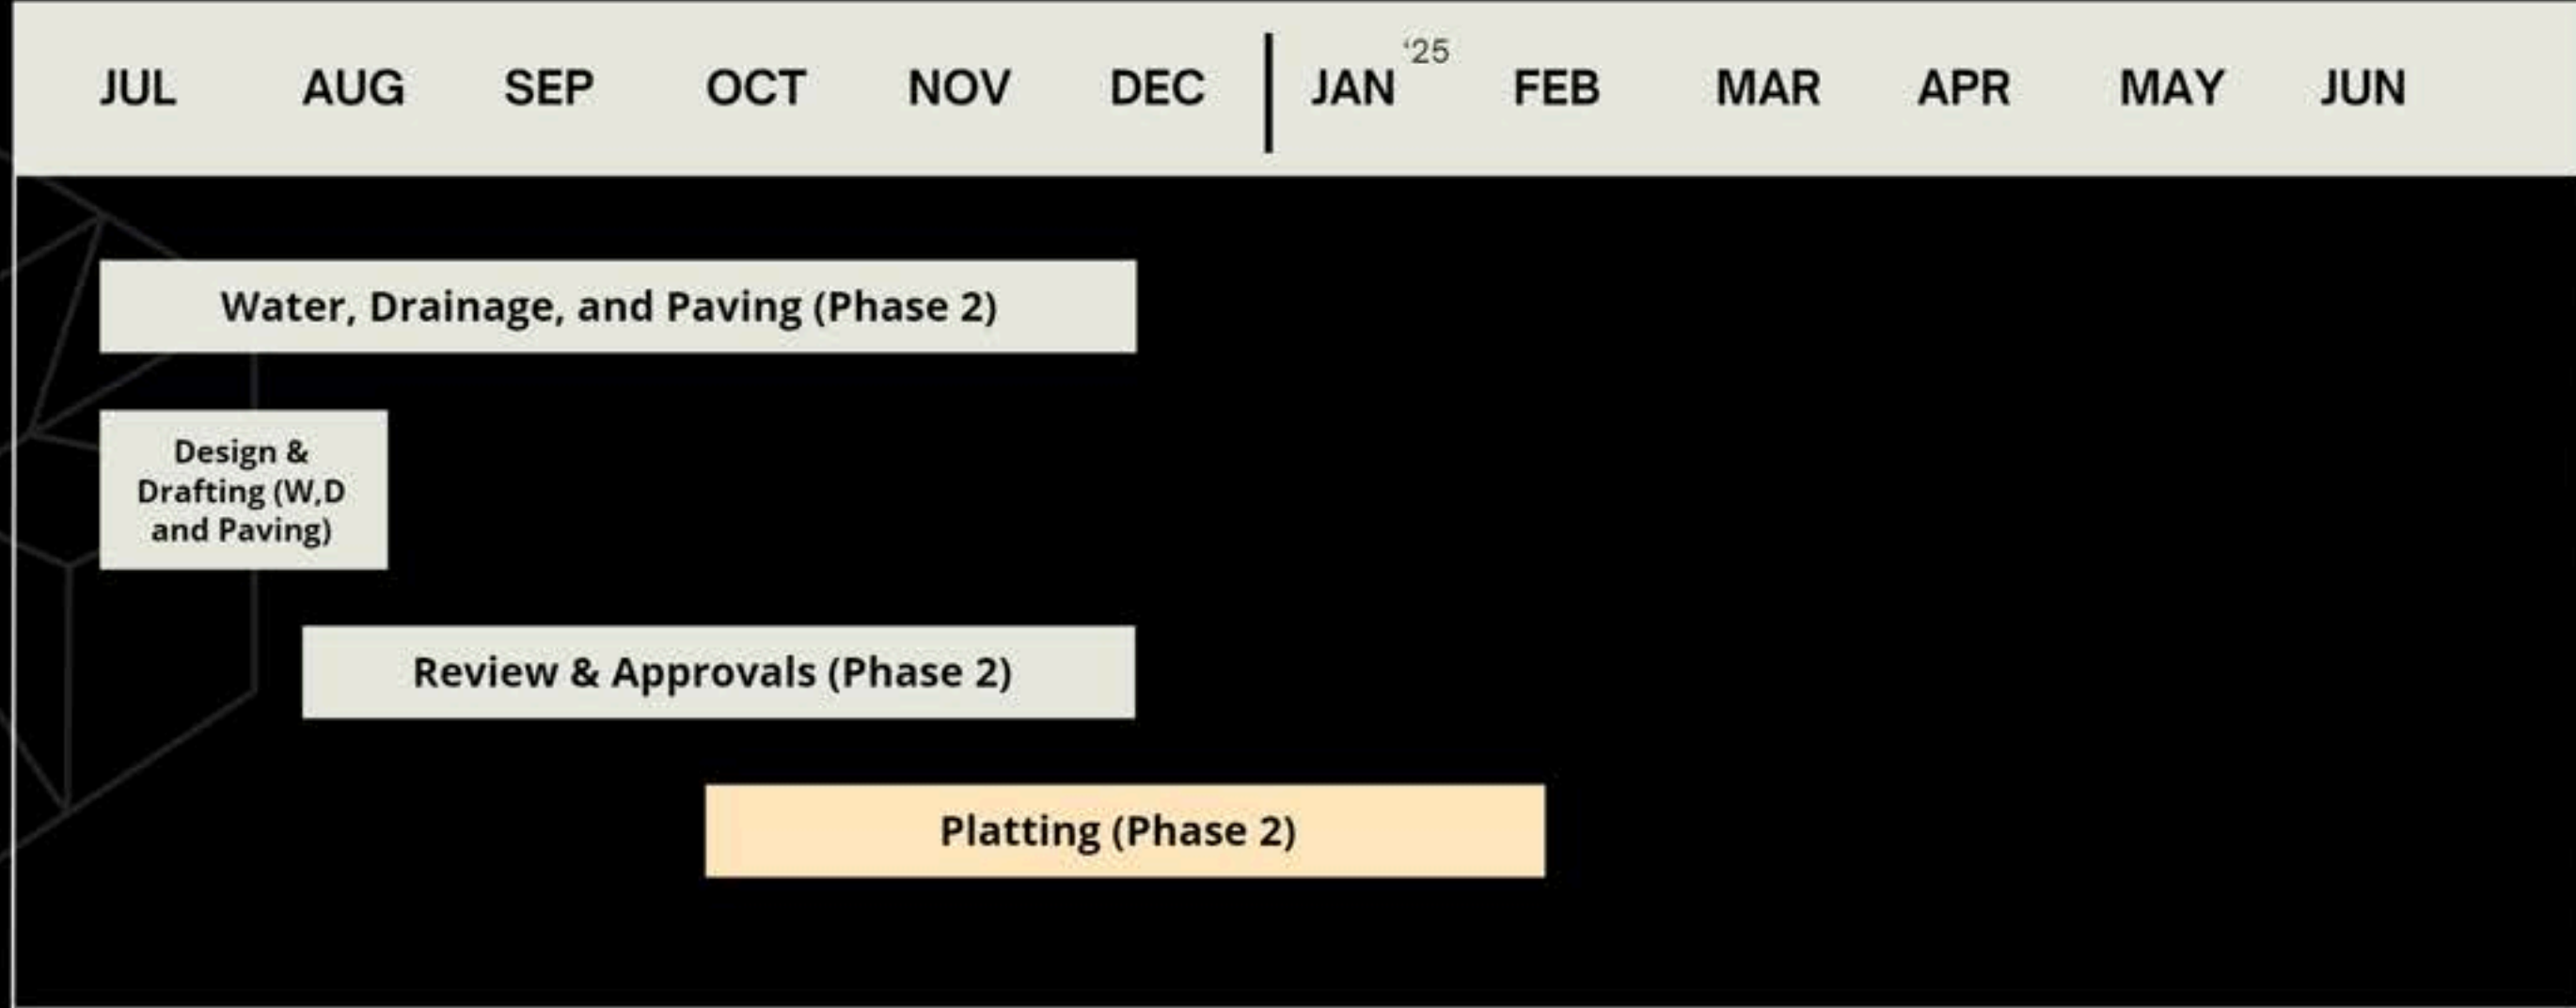 JUL AUG SEP OCT NOV DEC JAN ‘25 FEB MAR APR MAY JUN
Water, Drainage, and Paving (Phase 2)
Design &
Drafting (W,D
and Paving)
Review & Approvals (Phase 2)
Platting (Phase 2)